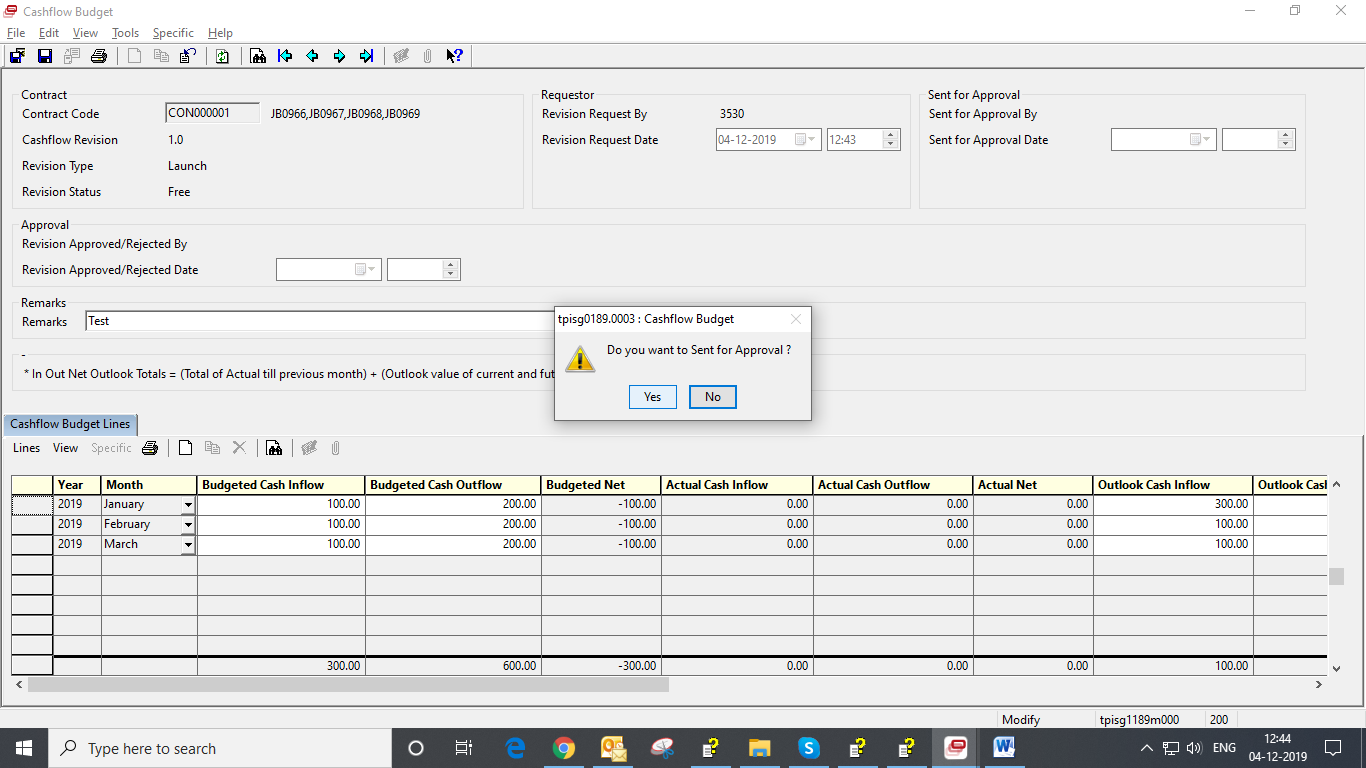 Cashflow Budget
File Edit View Tools Specific Help
Contract
Contract Code CON000001 JB0966,JB0967,JB0968,JB0969
Cashflow Revision 1.0
Revision Type Launch
Revision Status Free
Requestor
Revision Request By 3530
Revision Request Date 04-12-2019 12:43
Sent for Approval
Sent for Approval By
Sent for Approval Date
Approval
Revision Approved/Rejected By
Revision Approved/Rejected Date
Remarks
Remarks Test
-
* In Out Net Outlook Totals = (Total of Actual till previous month) + (Outlook value of current and fut
tpisg0189.0003 : Cashflow Budget
Do you want to Sent for Approval ?
Yes No
Cashflow Budget Lines
Lines View Specific
Year Month Budgeted Cash Inflow Budgeted Cash Outflow Budgeted Net Actual Cash Inflow Actual Cash Outflow Actual Net Outlook Cash Inflow Outlook Cash
2019 January 100.00 200.00 -100.00 0.00 0.00 0.00 300.00
2019 February 100.00 200.00 -100.00 0.00 0.00 0.00 100.00
2019 March 100.00 200.00 -100.00 0.00 0.00 0.00 100.00
300.00 600.00 -300.00 0.00 0.00 0.00 100.00
Modify tpisg1189m000 200
Type here to search
ENG
12:44
04-12-2019